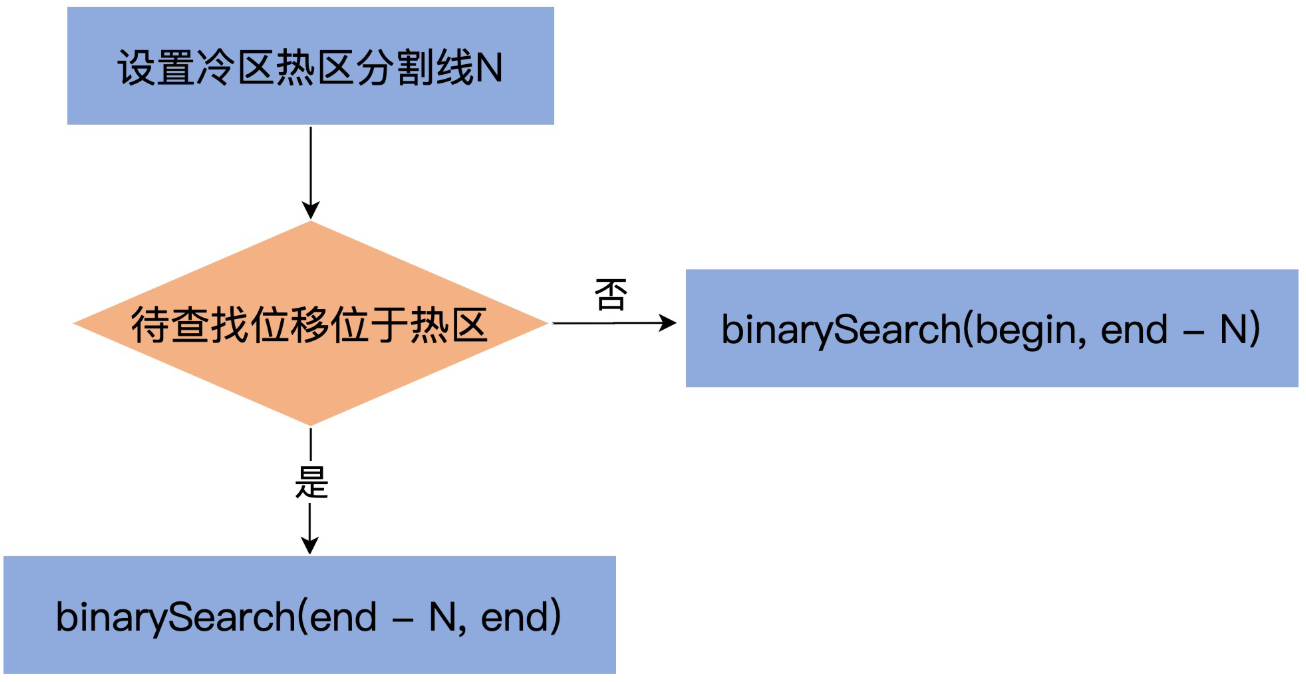 设置冷区热区分割线N
待查找位移位于热区
否
binarySearch(begin, end – N)
是
binarySearch(end – N, end)